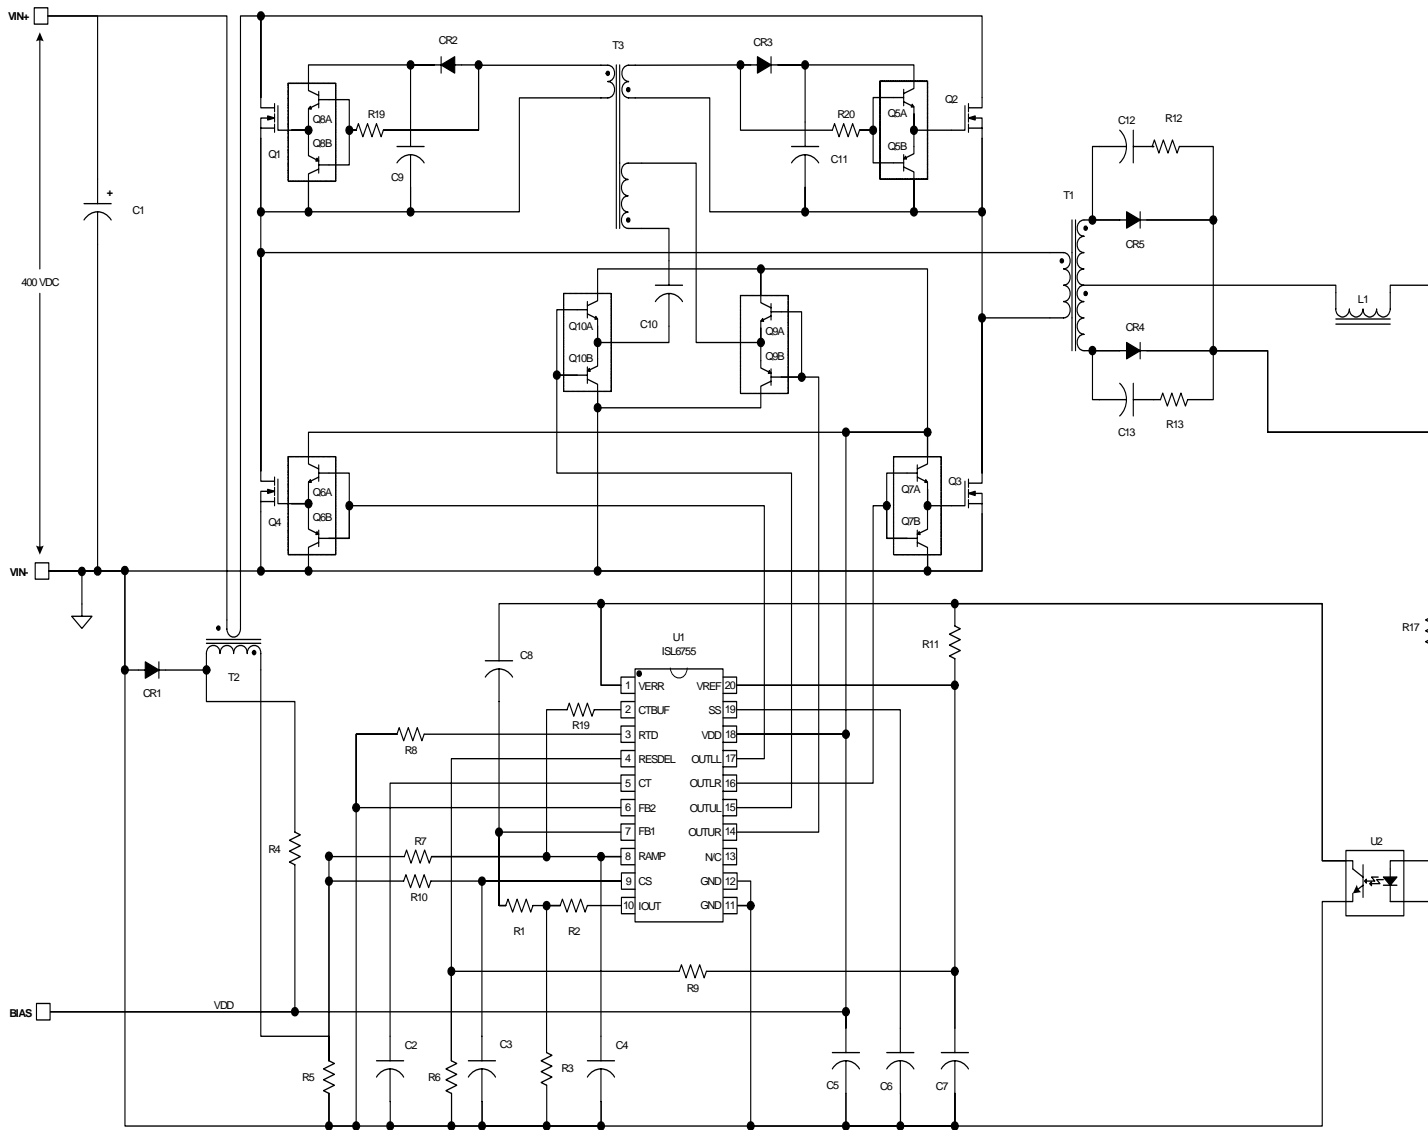 VIN+
CR2
T3
CR3
Q8A
Q8B
R19
Q1
C9
R20
C11
Q5A
Q5B
Q2
C12
R12
+
C1
T1
CR5
400 VDC
C10
Q10A
Q10B
Q9A
Q9B
L1
CR4
C13
R13
Q6A
Q6B
Q4
Q7A
Q7B
Q3
VIN-
T2
CR1
C8
U1
ISL6755
R11
R17
1 VERR
2 CTBUF
3 RTD
4 RESDEL
5 CT
6 FB2
7 FB1
8 RAMP
9 CS
10 IOUT
VREF 20
SS 19
VDD 18
OUTLL 17
OUTLR 16
OUTUL 15
OUTUR 14
N/C 13
GND 12
GND 11
R19
R8
R4
R7
R10
R1
R2
U2
R9
BIAS
VDD
R5
C2
R6
C3
R3
C4
C5
C6
C7